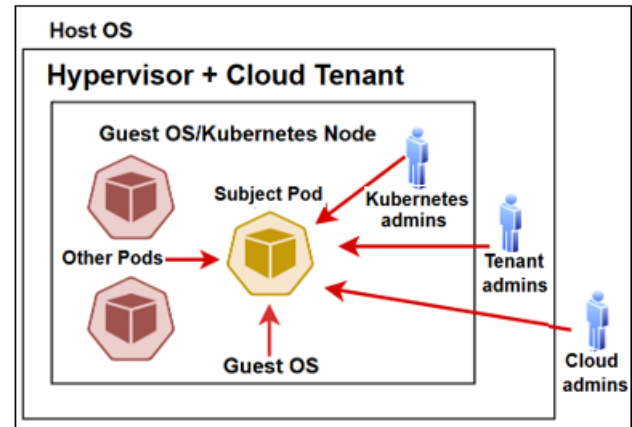 Host OS
Hypervisor + Cloud Tenant
Guest OS/Kubernetes Node
Subject Pod
Kubernetes
admins
Other Pods
Tenant
admins
Guest OS
Cloud
admins